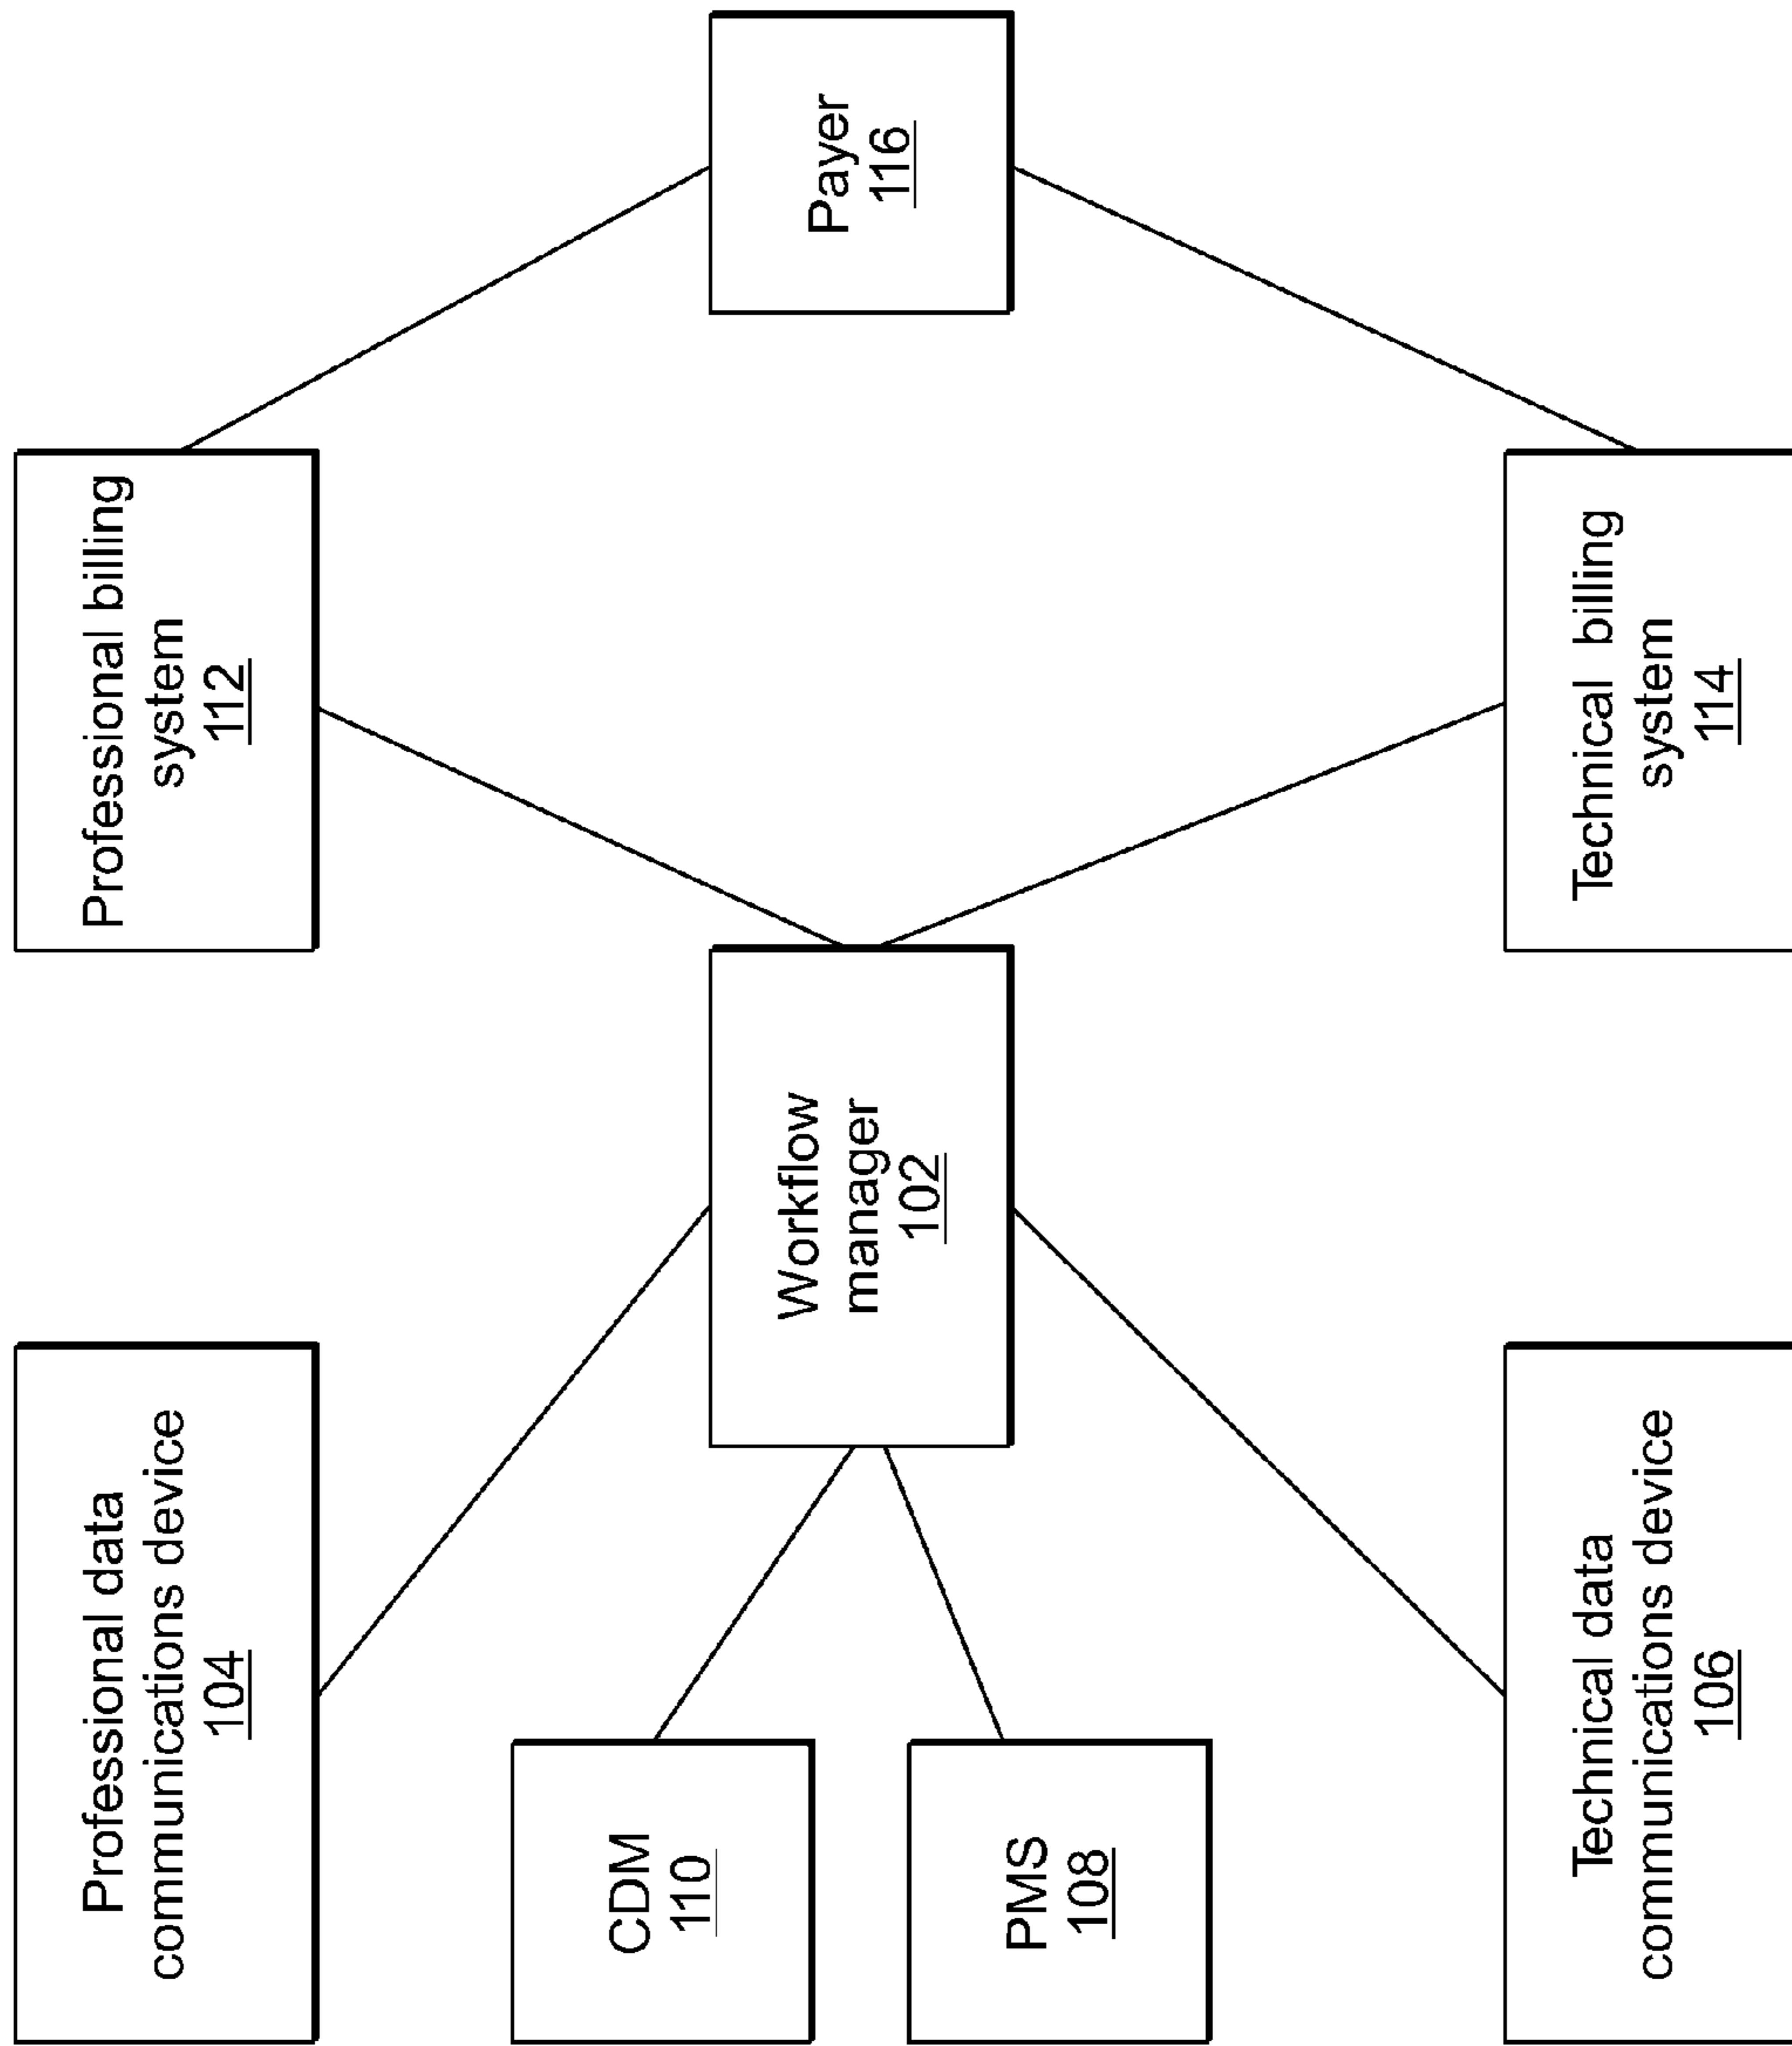 Professional data
communications device
104
Professional billing
system
112
CDM
110
Workflow
manager
102
Payer
116
PMS
108
Technical data
communications device
106
Technical billing
system
114